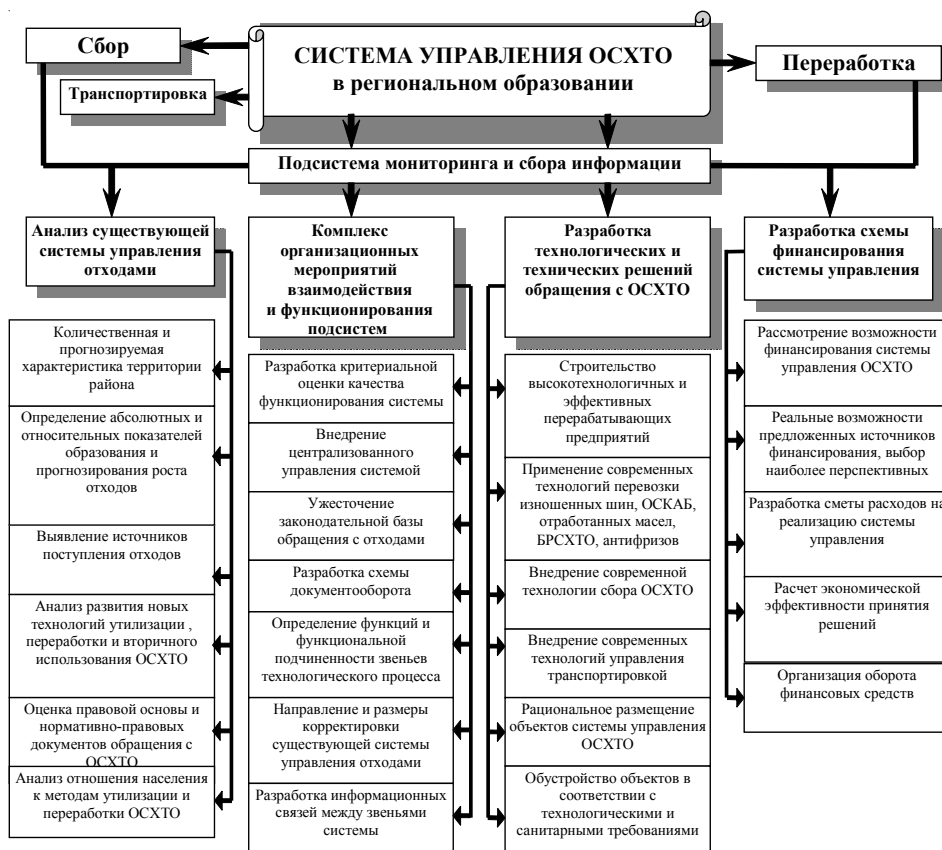 СИСТЕМА УПРАВЛЕНИЯ ОСХТО
в региональном образовании
Сбор
Транспортировка
Переработка
Подсистема мониторинга и сбора информации
Анализ существующей
системы управления
отходами
Количественная и
прогнозируемая
характеристика территории
района
Определение абсолютных и
относительных показателей
образования и
прогнозирования роста
отходов
Выявление источников
поступления отходов
Анализ развития новых
технологий утилизации ,
переработки и вторичного
использования ОСХТО
Оценка правовой основы и
нормативно-правовых
документов обращения с
ОСХТО
Анализ отношения населения
к методам утилизации и
переработки ОСХТО
Комплекс
организационных
мероприятий
взаимодействия
и функционирования
подсистем
Разработка критериальной
оценки качества
функционирования системы
Внедрение
централизованного
управления системой
Ужесточение
законодательной базы
обращения с отходами
Разработка схемы
документооборота
Определение функций и
функциональной
подчиненности звеньев
технологического процесса
Направление и размеры
корректировки
существующей системы
управления отходами
Разработка информационных
связей между звеньями
системы
Разработка
технологических и
технических решений
обращения с ОСХТО
Строительство
высокотехнологичных и
эффективных
перерабатывающих
предприятий
Применение современных
технологий перевозки
изношенных шин, ОСКАБ,
отработанных масел,
БРСХТО, антифризов
Внедрение современной
технологии сбора ОСХТО
Внедрение современных
технологий управления
транспортировкой
Рациональное размещение
объектов системы управления
ОСХТО
Обустройство объектов в
соответствии с
технологическими и
санитарными требованиями
Разработка схемы
финансирования
системы управления
Рассмотрение возможности
финансирования системы
управления ОСХТО
Реальные возможности
предложенных источников
финансирования, выбор
наиболее перспективных
Разработка сметы расходов на
реализацию системы
управления
Расчет экономической
эффективности принятия
решений
Организация оборота
финансовых средств